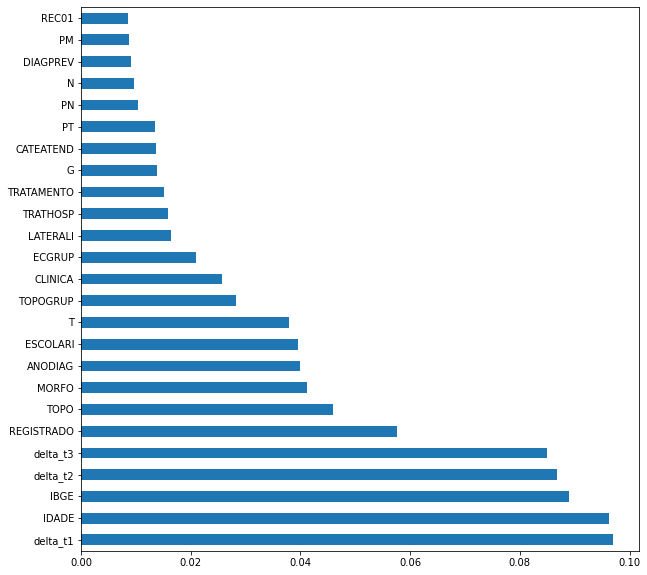 REC01
PM
DIAGPREV
N
PN
PT
CATEATEND
G
TRATAMENTO
TRATHOSP
LATERALI
ECGRUP
CLINICA
TOPOGRUP
T
ESCOLARI
ANODIAG
MORFO
TOPO
REGISTRADO
delta_t3
delta_t2
IBGE
IDADE
delta_t1
0.00 0.02 0.04 0.06 0.08 0.10